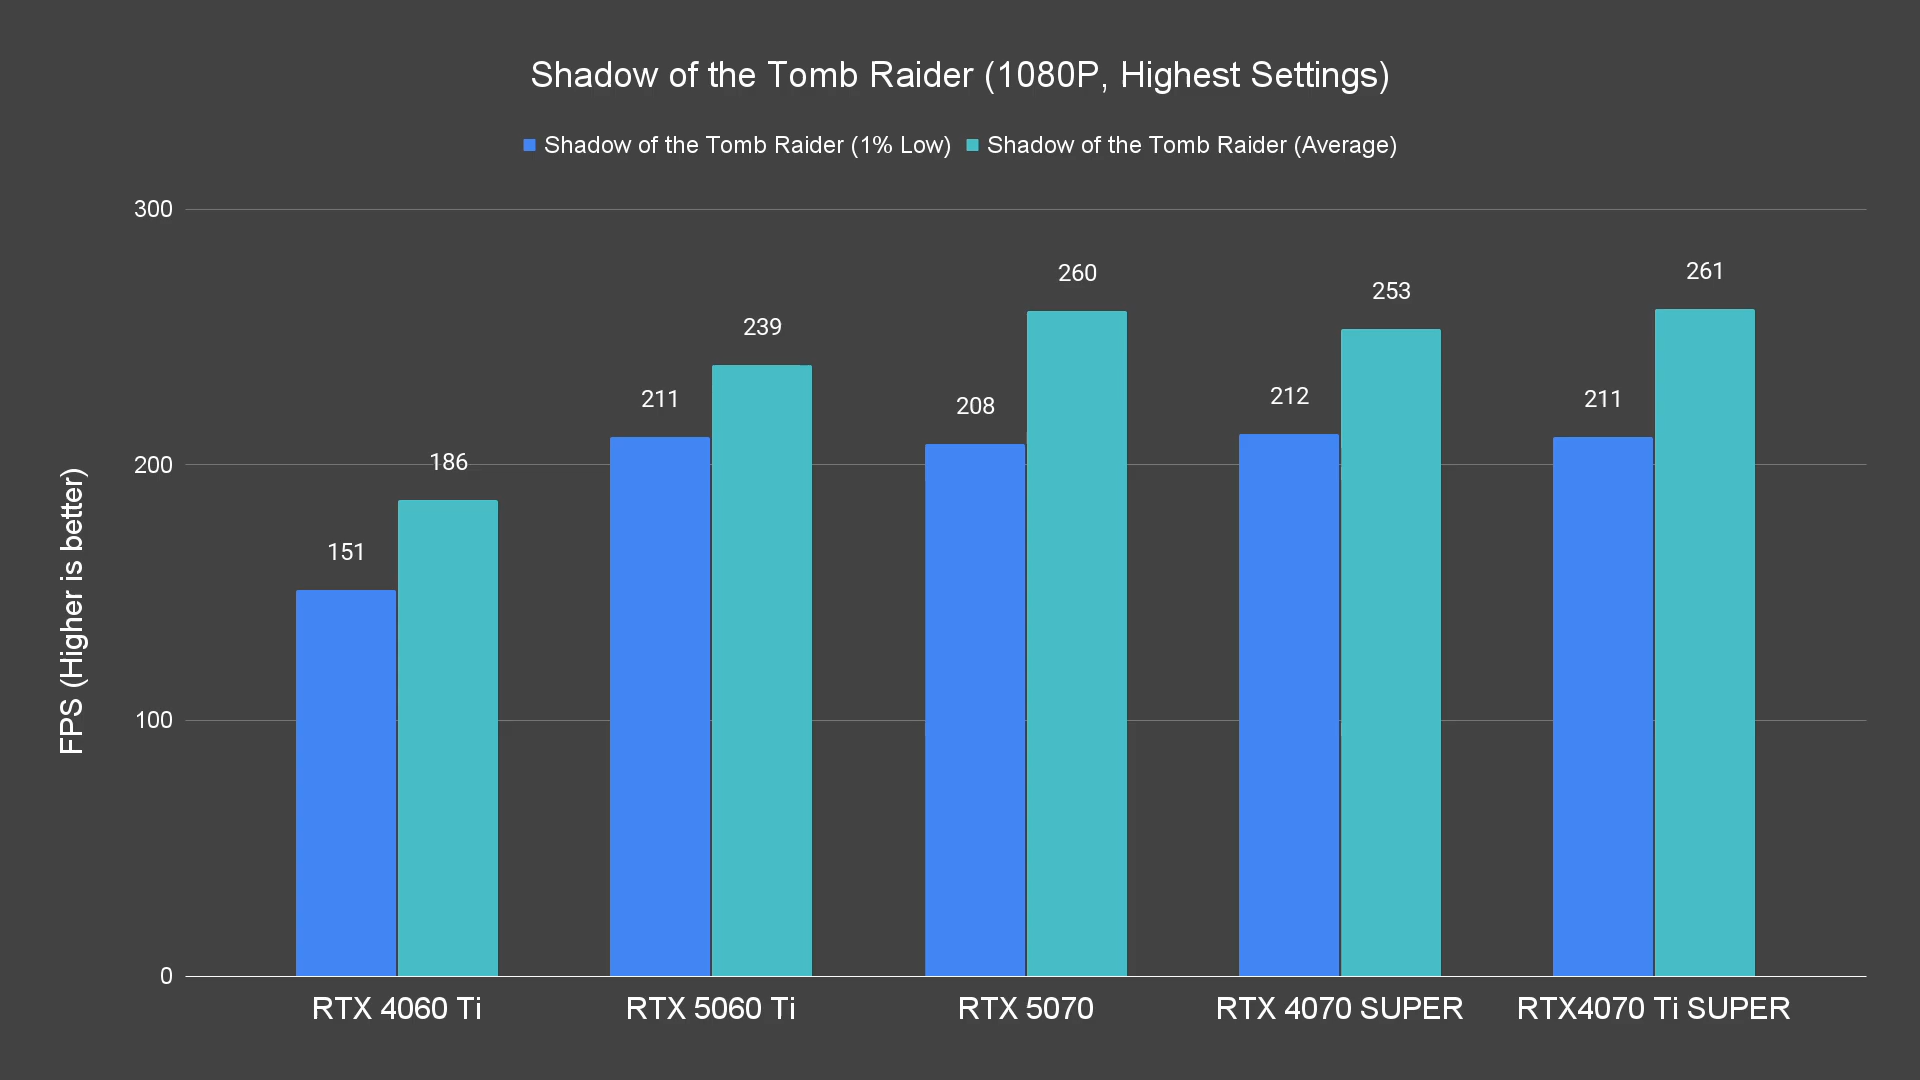 Shadow of the Tomb Raider (1080P, Highest Settings)
Shadow of the Tomb Raider (1% Low) Shadow of the Tomb Raider (Average)
FPS (Higher is better)
300
200
100
0
151
186
211
239
208
260
212
253
211
261
RTX 4060 Ti
RTX 5060 Ti
RTX 5070
RTX 4070 SUPER
RTX4070 Ti SUPER